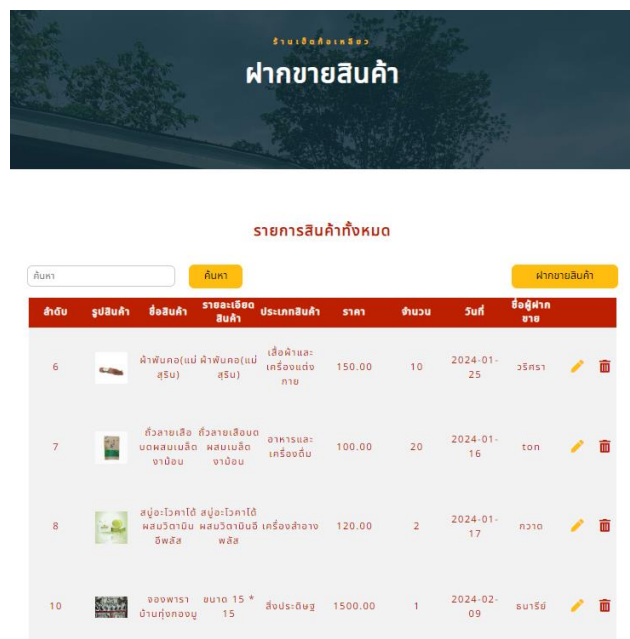 ร้านเฮ็ดก้อเหลียว
ฝากขายสินค้า
รายการสินค้าทั้งหมด
ค้นหา ค้นหา ฝากขายสินค้า
ลำดับ รูปสินค้า ชื่อสินค้า รายละเอียดสินค้า ประเภทสินค้า ราคา จำนวน วันที่ ชื่อผู้ฝากขาย
6 ผ้าพันคอ(แม่สุริน) ผ้าพันคอ(แม่สุริน) เสื้อผ้าและเครื่องแต่งกาย 150.00 10 2024-01-25 วริศรา
7 ถั่วลายเสือบดผสมเมล็ดงาม้อน ถั่วลายเสือบดผสมเมล็ดงาม้อน อาหารและเครื่องดื่ม 100.00 20 2024-01-16 ton
8 สบู่อะโวคาโด้ผสมวิตามินอีพลัส สบู่อะโวคาโด้ผสมวิตามินอีพลัส เครื่องสำอาง 120.00 2 2024-01-17 กวาด
10 จองพาราบ้านทุ่งกองมู ขนาด 15 * 15 สิ่งประดิษฐ 1500.00 1 2024-02-09 ธนารีย์